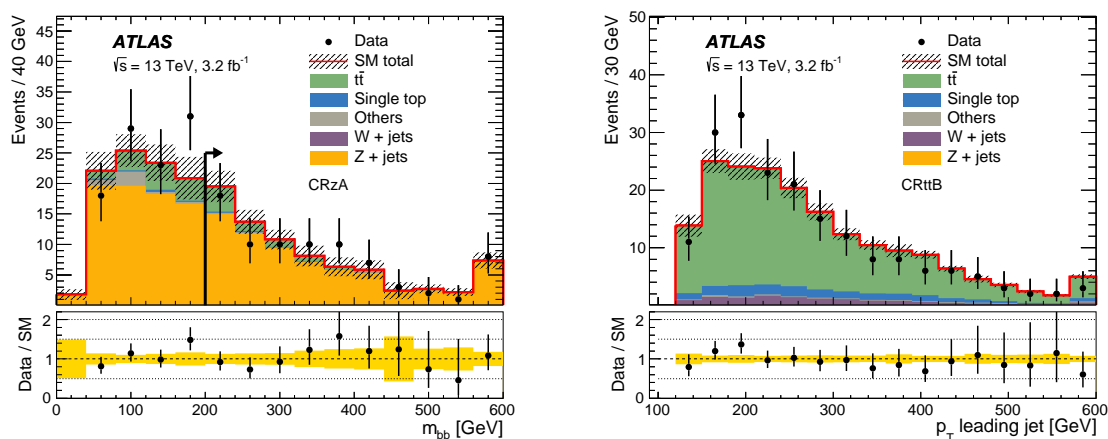 Events / 40 GeV
45
40
35
30
25
20
15
10
5
ATLAS
√s = 13 TeV, 3.2 fb-1
Data
SM total
tt̄
Single top
Others
W + jets
Z + jets
CRzA
Data / SM
2
1
0
0 100 200 300 400 500 600
mbb [GeV]
Events / 30 GeV
50
40
30
20
10
ATLAS
√s = 13 TeV, 3.2 fb-1
Data
SM total
tt̄
Single top
Others
W + jets
Z + jets
CRttB
Data / SM
2
1
0
100 200 300 400 500 600
pT leading jet [GeV]